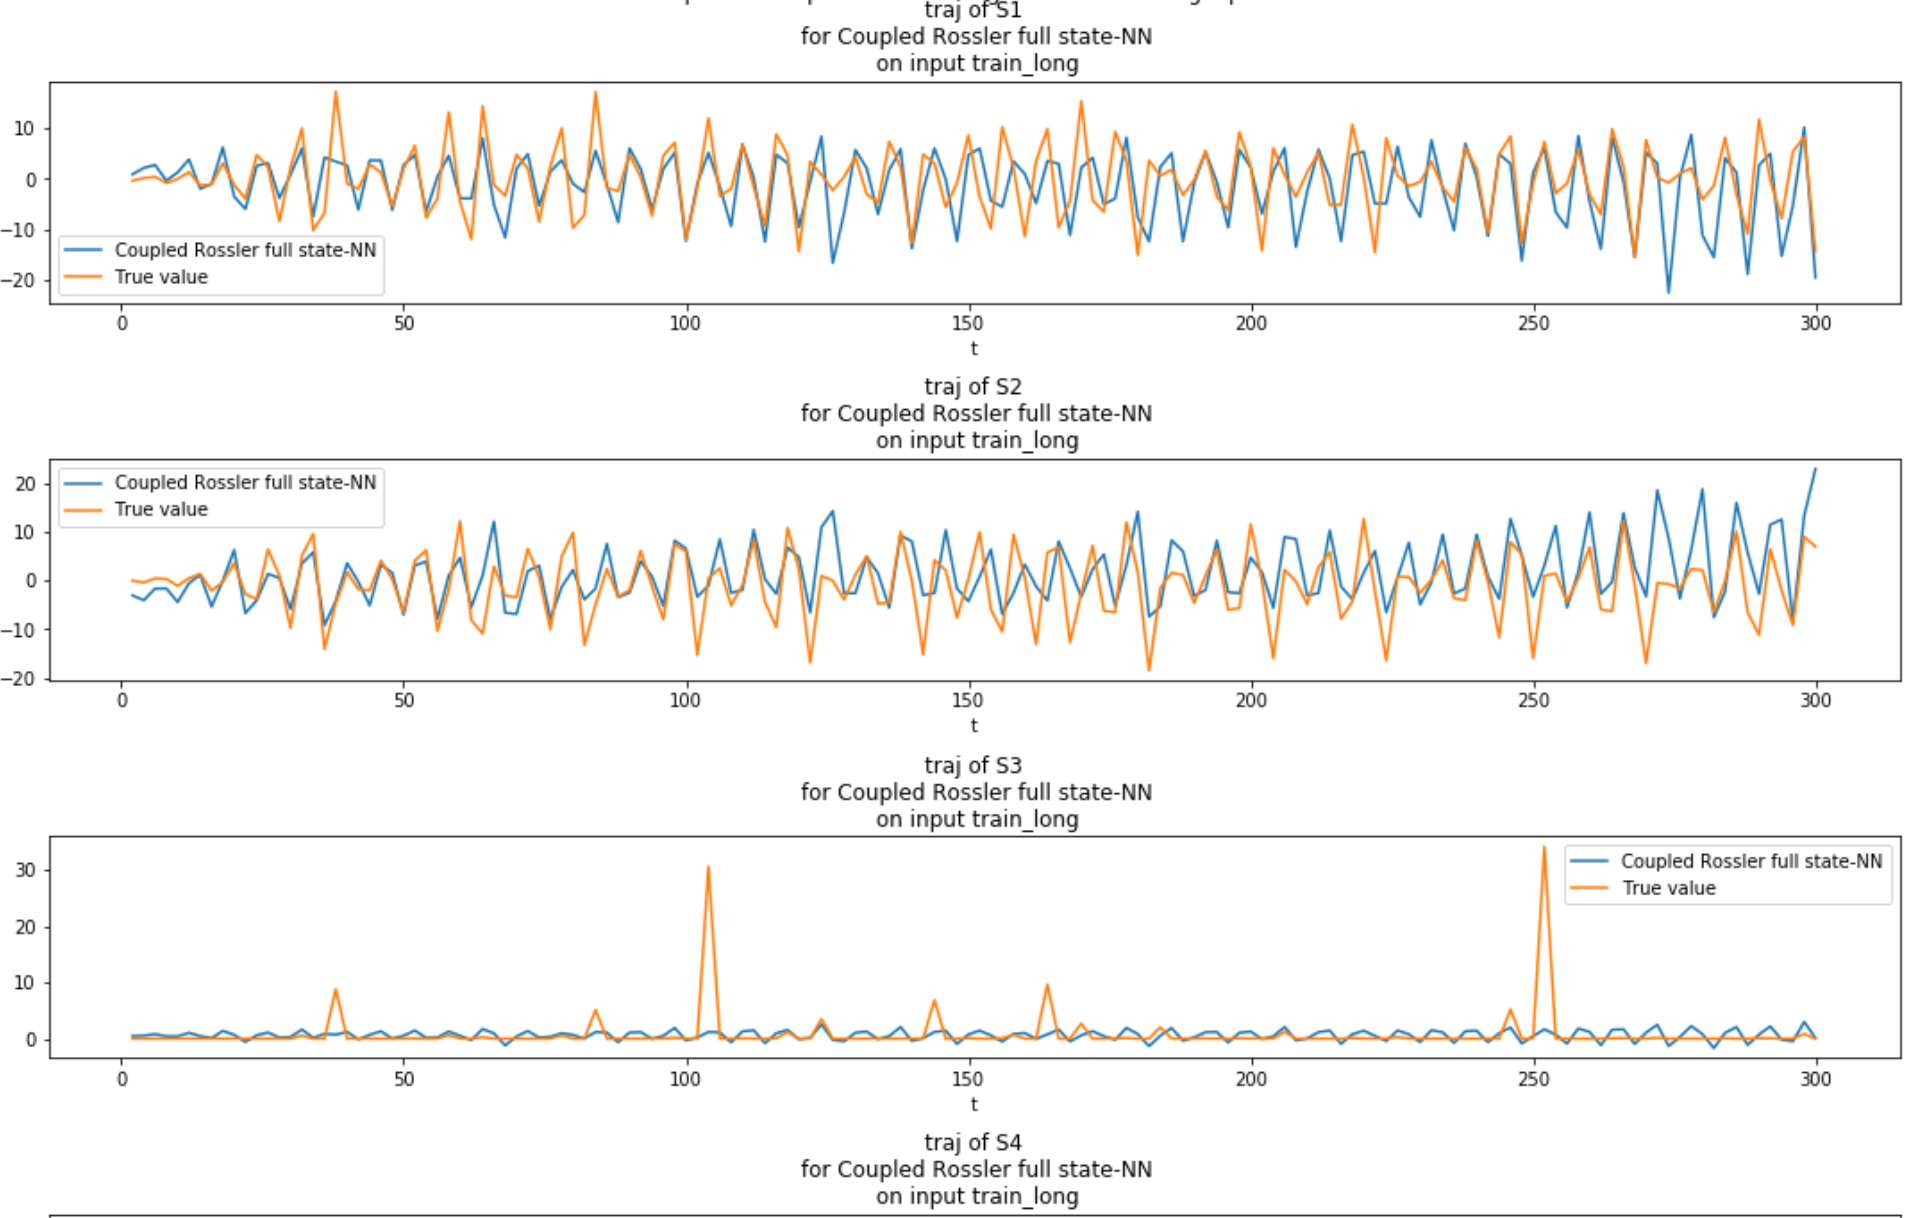 traj of S1
for Coupled Rossler full state-NN
on input train_long
10
0
−10
−20
Coupled Rossler full state-NN
True value
0 50 100 150 200 250 300
t
traj of S2
for Coupled Rossler full state-NN
on input train_long
20
10
0
−10
−20
Coupled Rossler full state-NN
True value
0 50 100 150 200 250 300
t
traj of S3
for Coupled Rossler full state-NN
on input train_long
30
20
10
0
Coupled Rossler full state-NN
True value
0 50 100 150 200 250 300
t
traj of S4
for Coupled Rossler full state-NN
on input train_long